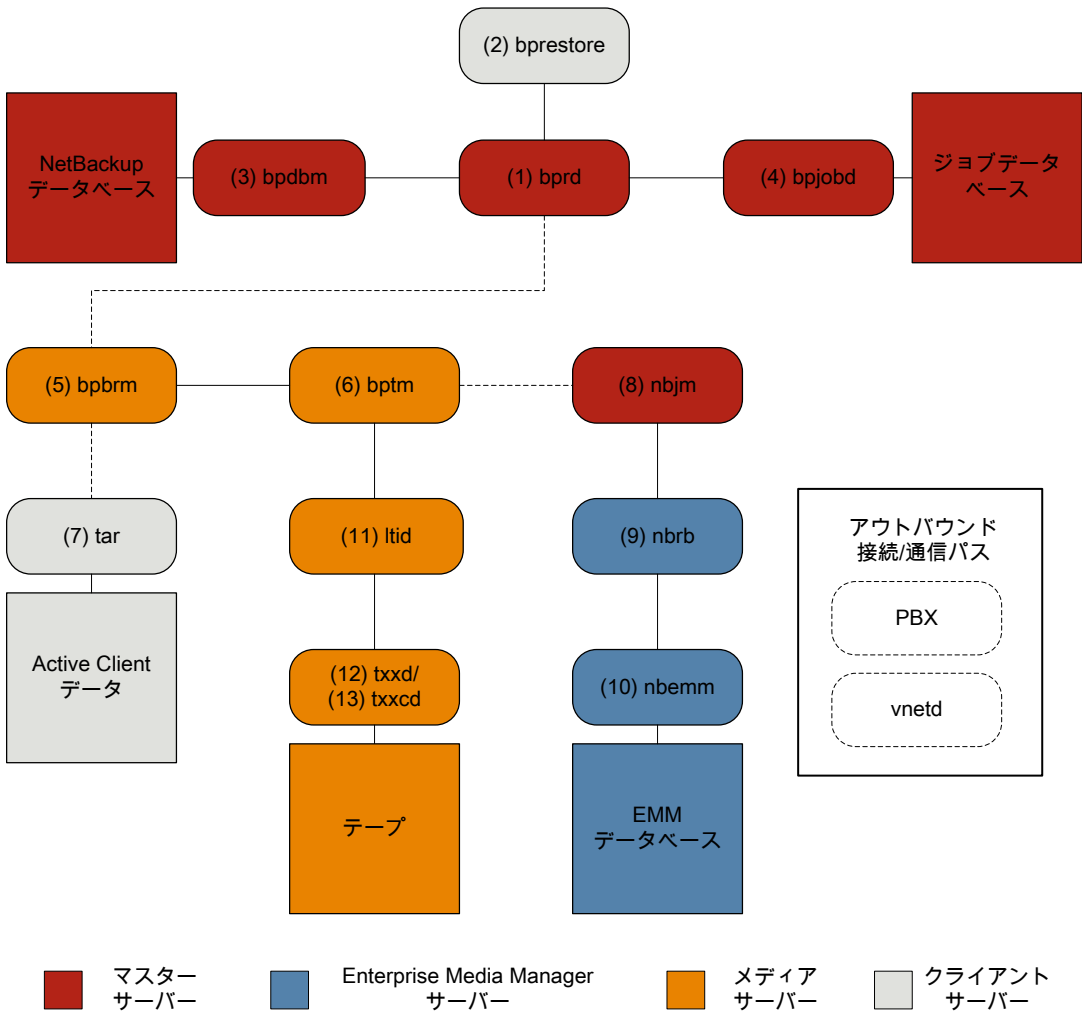 (2) bprestore
NetBackup
データベース
(3) bpdbm
(1) bprd
(4) bpjobd
ジョブデータ
ベース
(5) bpbrm
(6) bptm
(8) nbjm
(7) tar
(11) ltid
(9) nbrb
アウトバウンド
接続/通信パス
PBX
vnetd
Active Client
データ
(12) txxd/
(13) txxcd
(10) nbemm
テープ
EMM
データベース
マスター
サーバー
Enterprise Media Manager
サーバー
メディア
サーバー
クライアント
サーバー